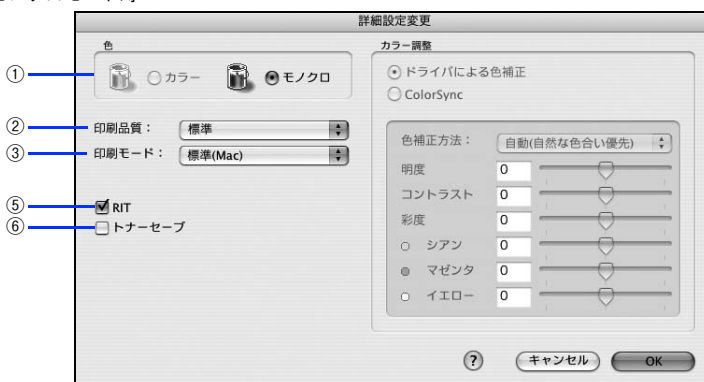 詳細設定変更
色
① カラー モノクロ
② 印刷品質： 標準
③ 印刷モード： 標準(Mac)
⑤ RIT
⑥ トナーセーブ
カラー調整
ドライバによる色補正
ColorSync
色補正方法： 自動(自然な色合い優先)
明度 0
コントラスト 0
彩度 0
シアン 0
マゼンタ 0
イエロー 0
? キャンセル OK